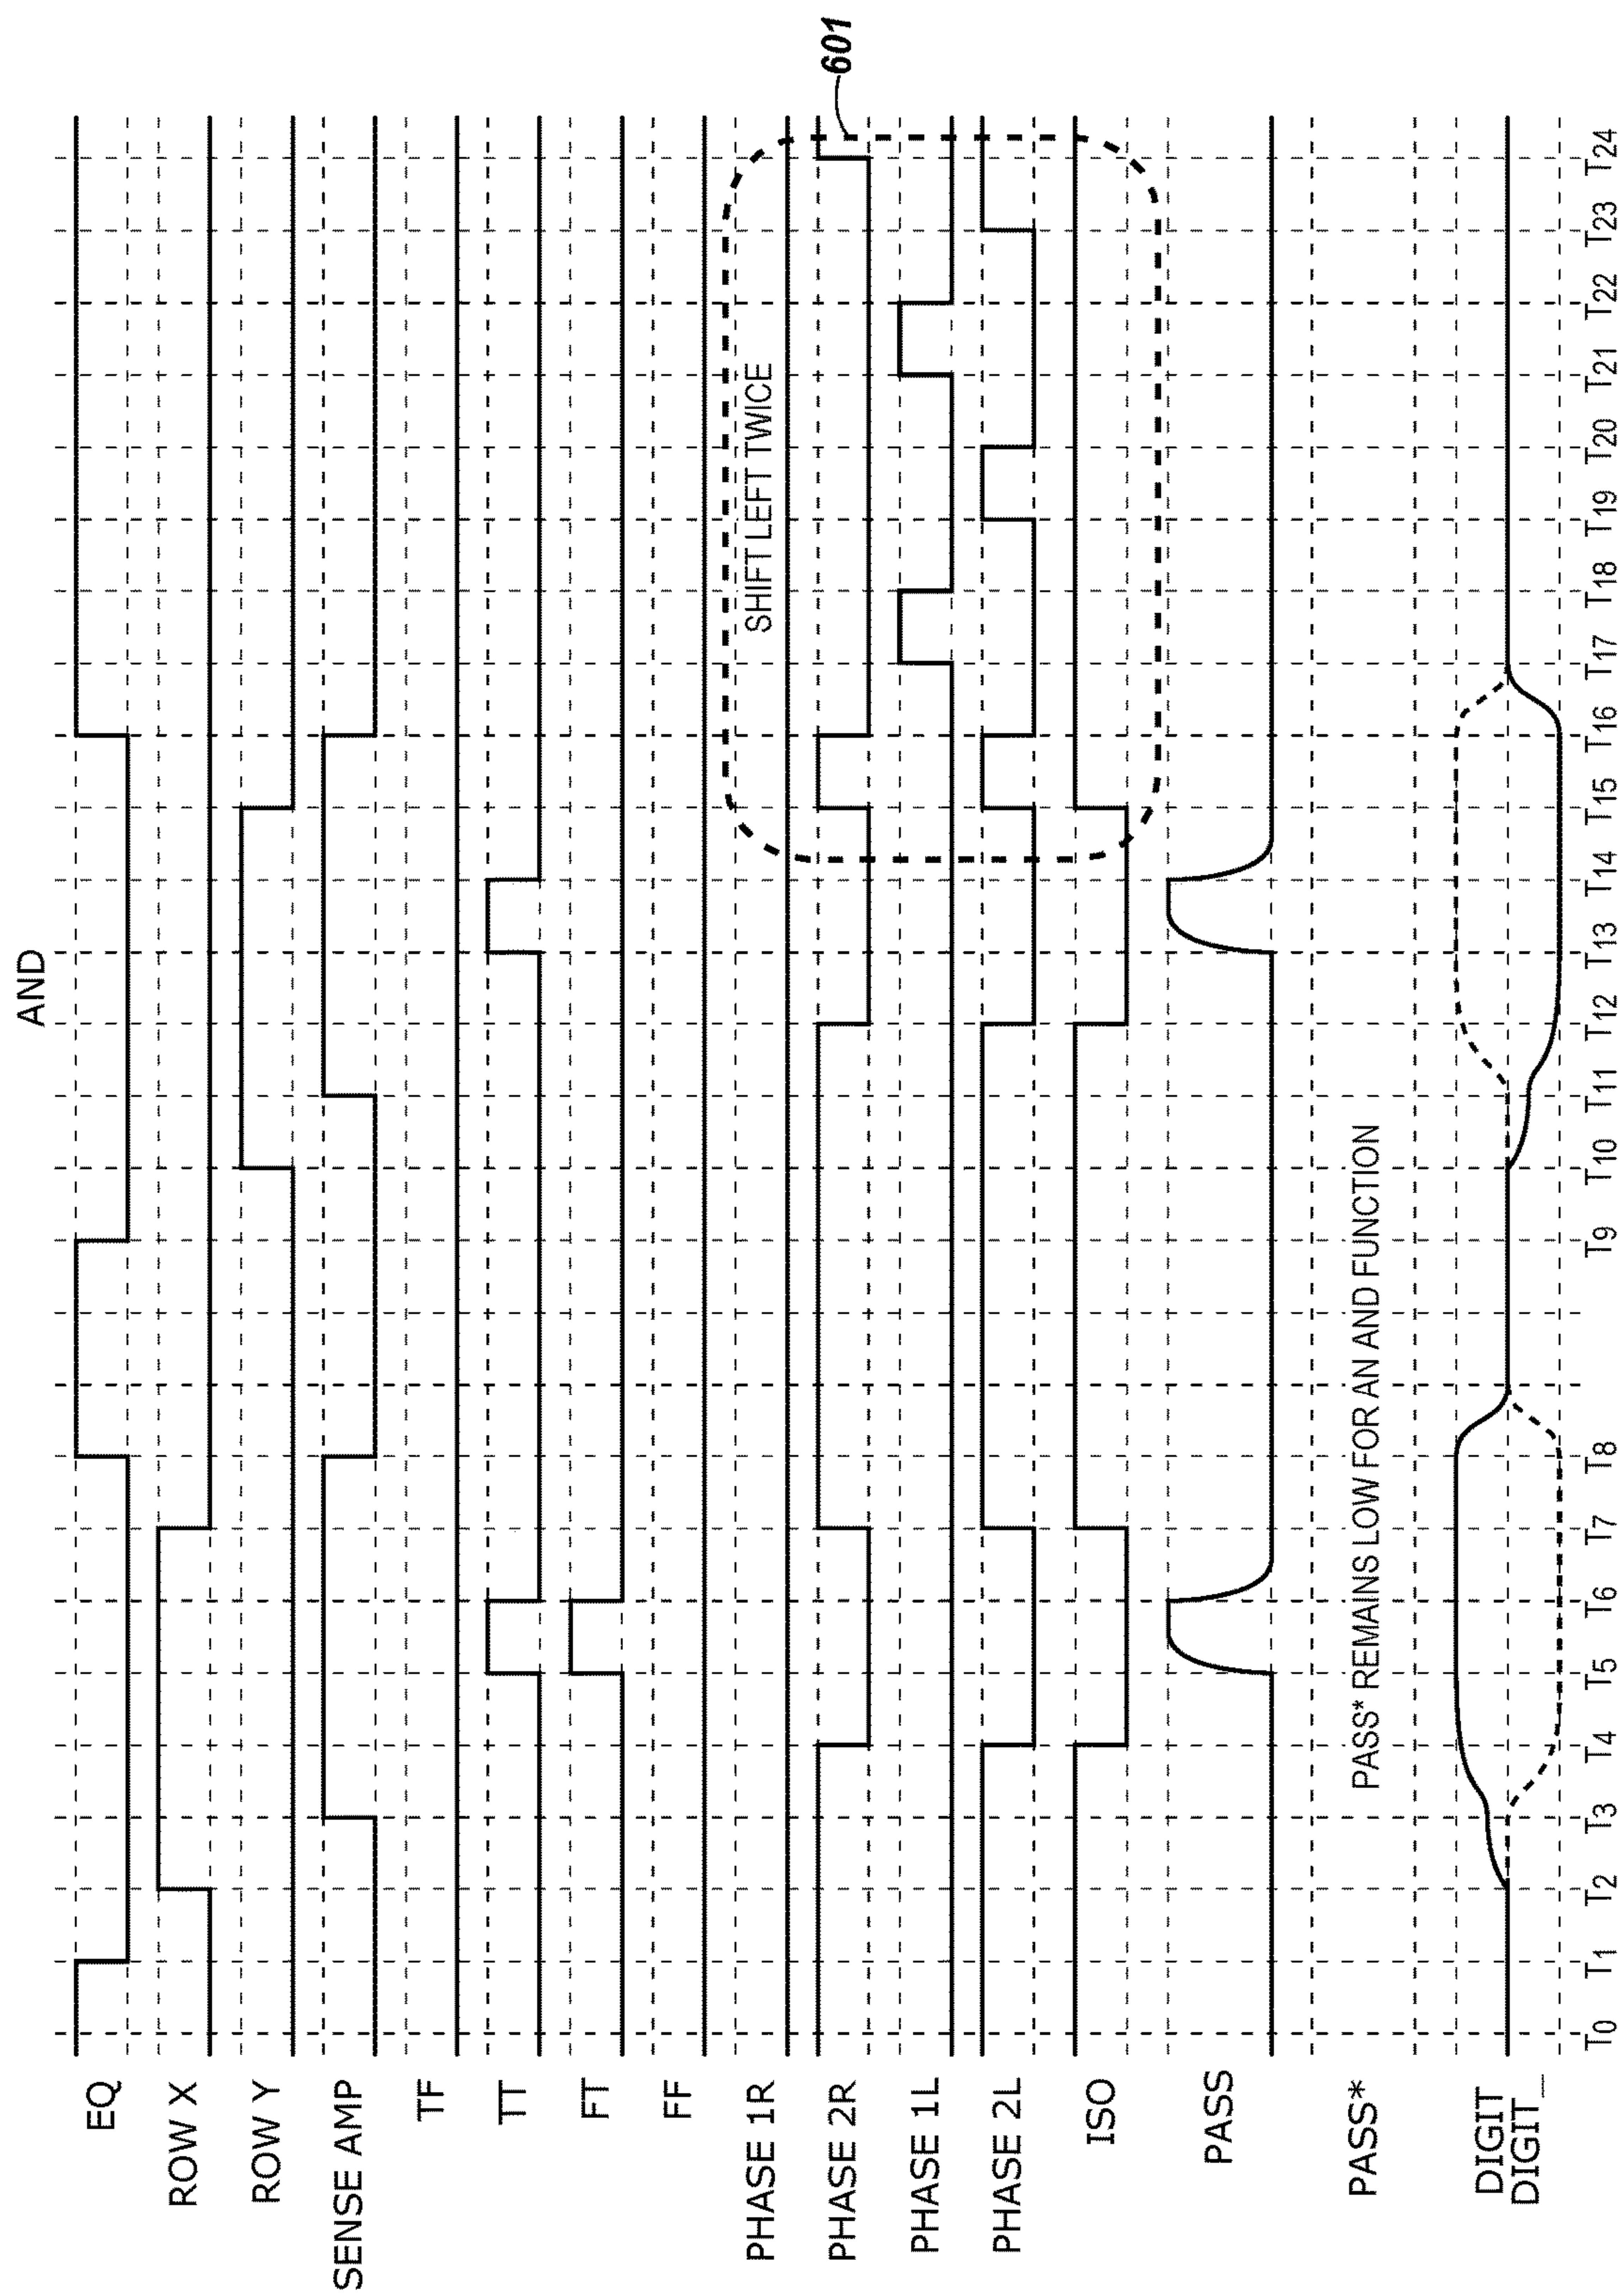 AND
EQ
ROW X
ROW Y
SENSE AMP
TF
TT
FT
FF
PHASE 1R
SHIFT LEFT TWICE
PHASE 2R
601
PHASE 1L
PHASE 2L
ISO
PASS
PASS*
PASS* REMAINS LOW FOR AN AND FUNCTION
DIGIT
DIGIT_
T0 T1 T2 T3 T4 T5 T6 T7 T8 T9 T10 T11 T12 T13 T14 T15 T16 T17 T18 T19 T20 T21 T22 T23 T24